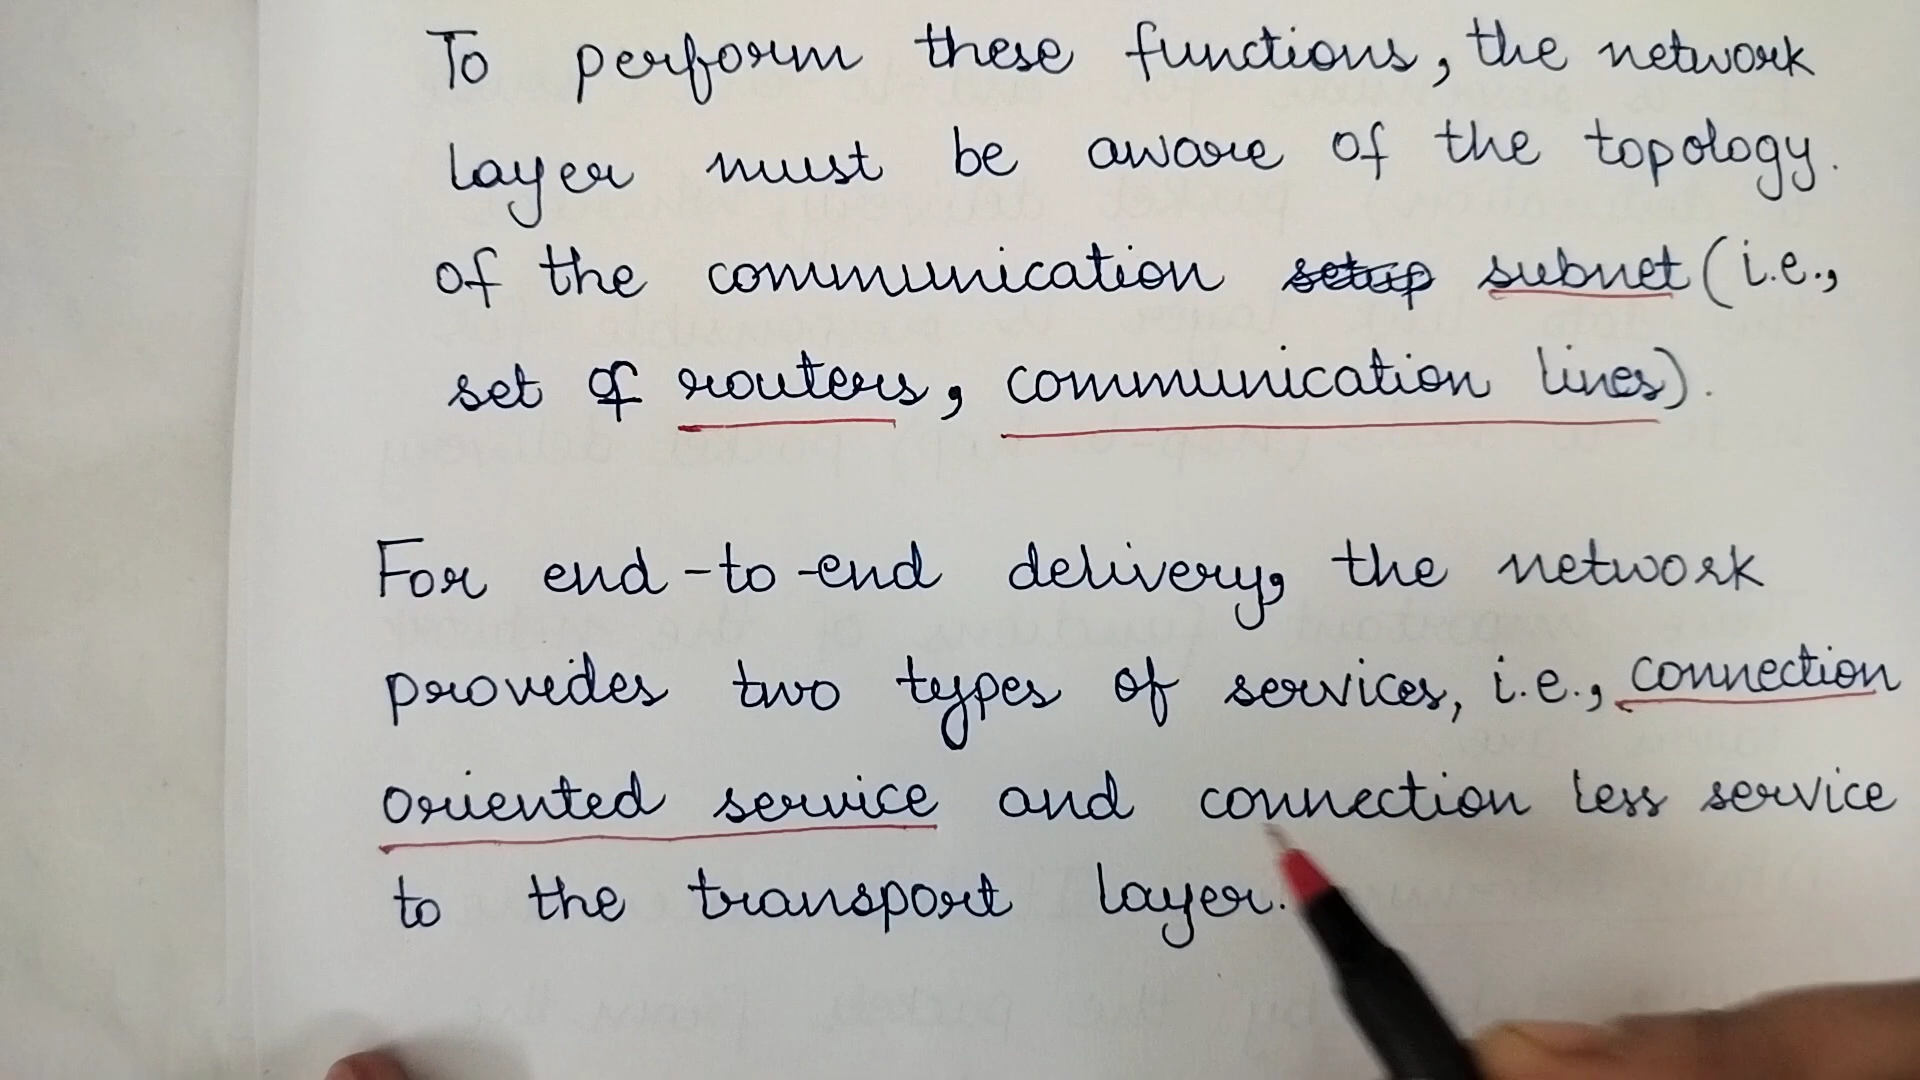 To perform these functions, the network
layer must be aware of the topology.
of the communication setup subnet (i.e.,
set of routers, communication lines).
For end-to-end delivery, the network
provides two types of services, i.e., connection
oriented service and connection less service
to the transport layer.